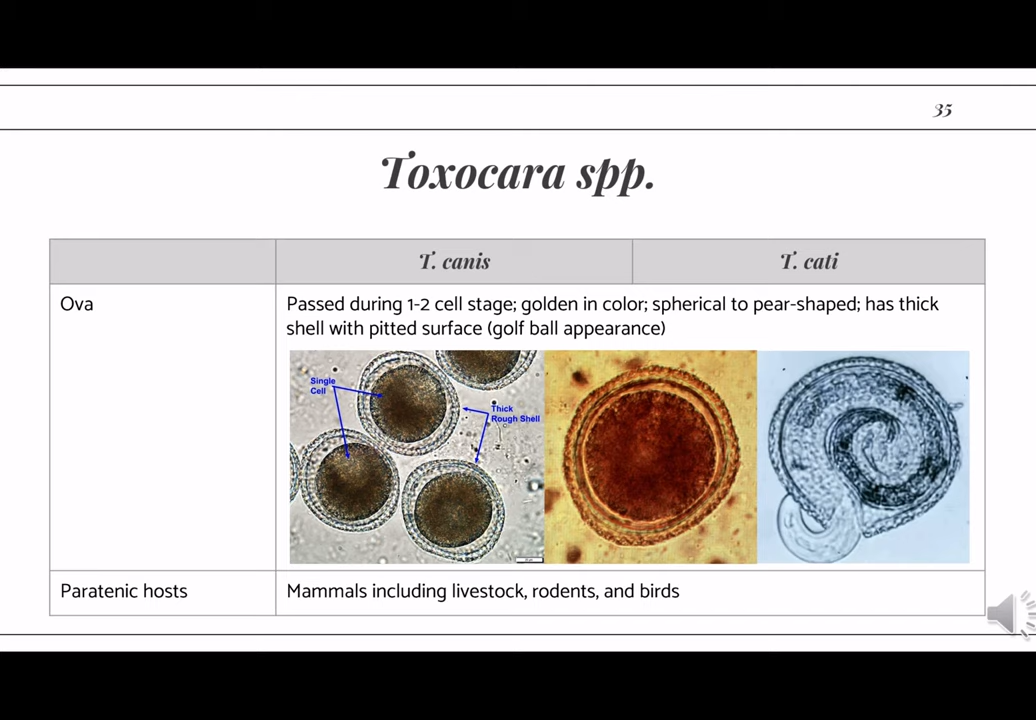 35
Toxocara spp.
T. canis
T. cati
Ova
Passed during 1-2 cell stage; golden in color; spherical to pear-shaped; has thick
shell with pitted surface (golf ball appearance)
Single
Cell
Thick
Rough Shell
Paratenic hosts
Mammals including livestock, rodents, and birds